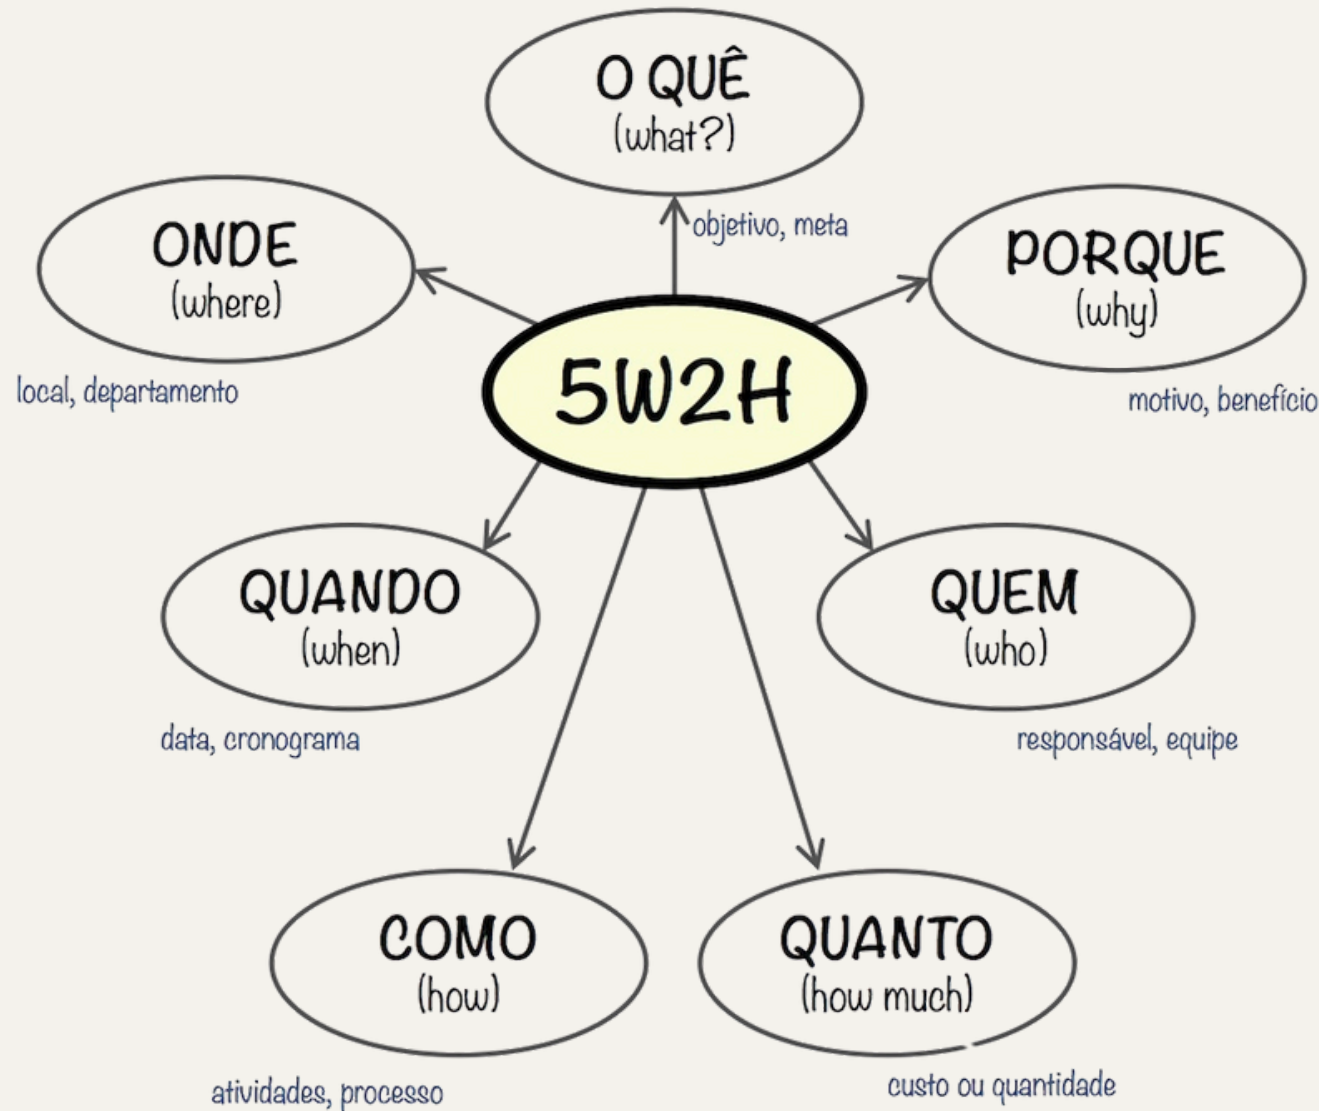 O QUÊ
(what?)
objetivo, meta
ONDE
(where)
local, departamento
PORQUE
(why)
motivo, benefício
5W2H
QUANDO
(when)
data, cronograma
QUEM
(who)
responsável, equipe
COMO
(how)
atividades, processo
QUANTO
(how much)
custo ou quantidade